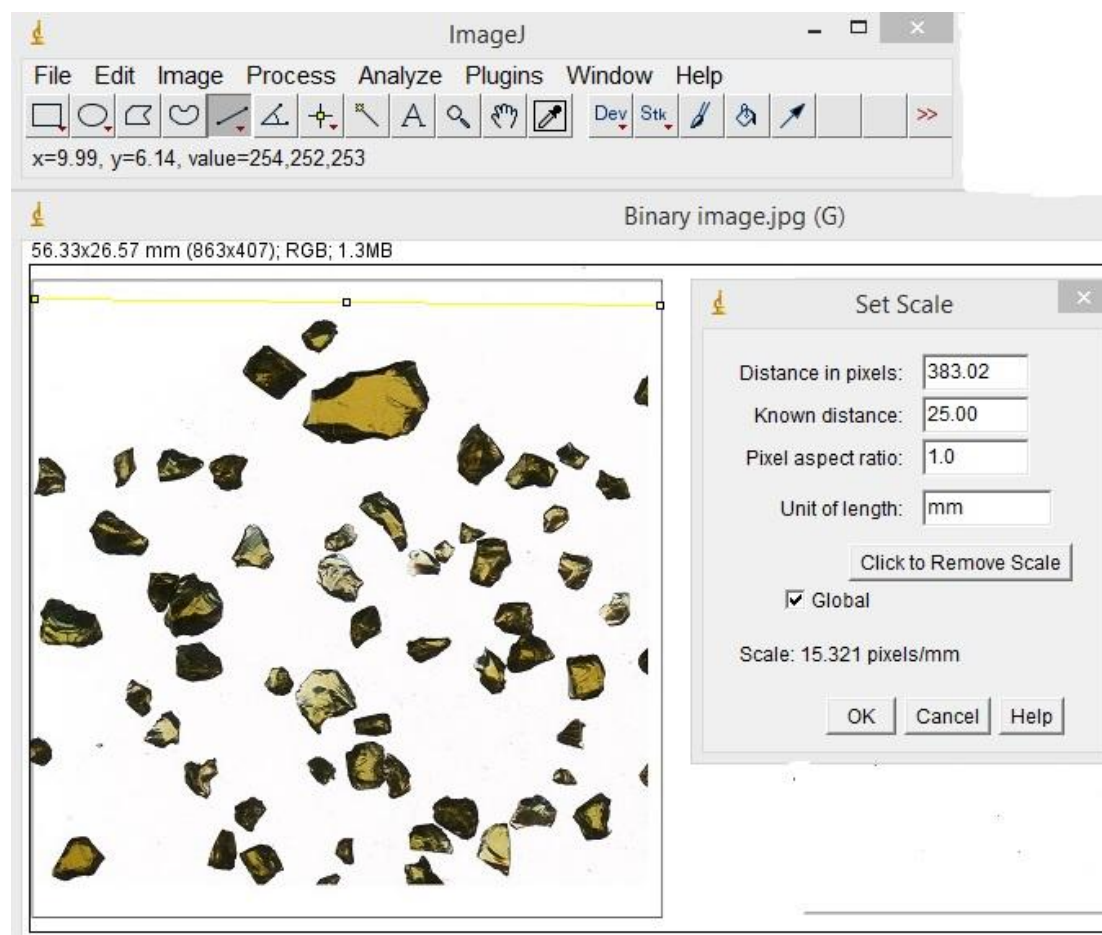 ImageJ
File Edit Image Process Analyze Plugins Window Help
A Dev Stk >>
x=9.99, y=6.14, value=254,252,253
Binary image.jpg (G)
56.33x26.57 mm (863x407); RGB; 1.3MB
Set Scale
Distance in pixels: 383.02
Known distance: 25.00
Pixel aspect ratio: 1.0
Unit of length: mm
Click to Remove Scale
Global
Scale: 15.321 pixels/mm
OK Cancel Help